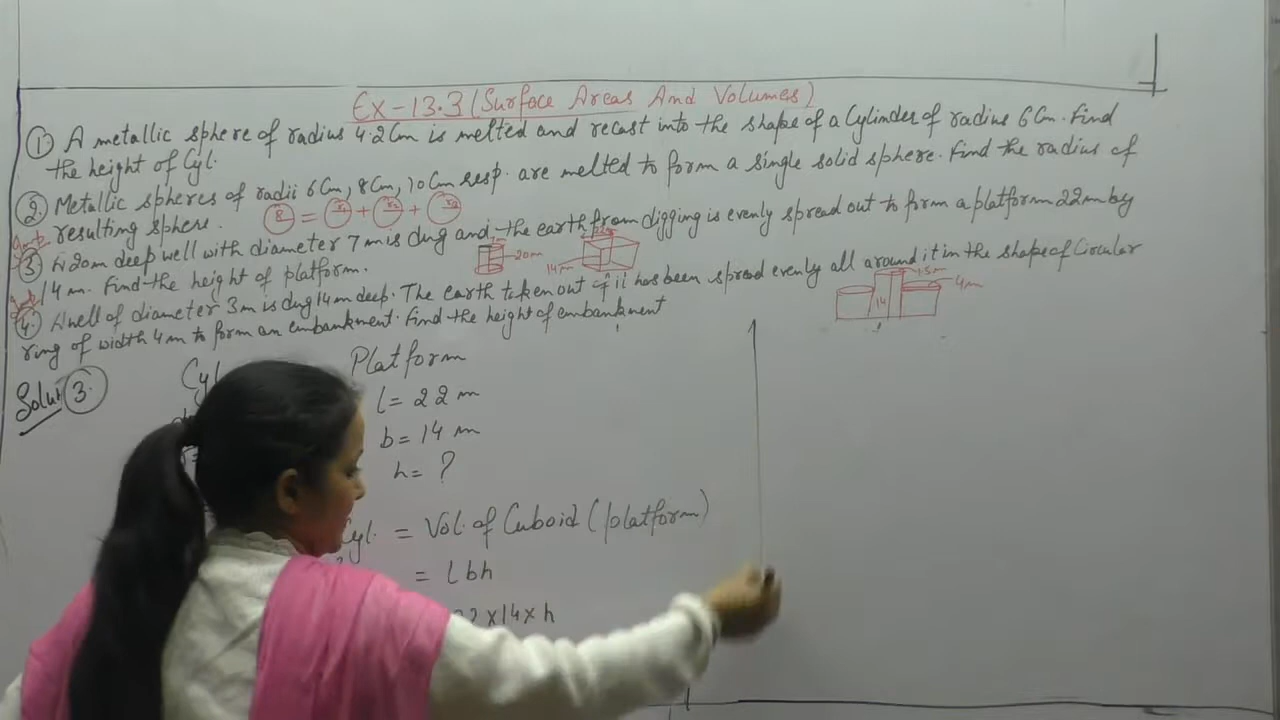 Ex-13.3 (Surface Areas And Volumes)
① A metallic sphere of radius 4.2 Cm is melted and recast into the shape of a Cylinder of radius 6 Cm. Find
the height of Cyl.
②. Metallic spheres of radii 6 Cm, 8 Cm, 10 Cm resp. are melted to form a single solid sphere. Find the radius of
resulting sphere.
R = r1 + r2 + r3
③ A 20m deep well with diameter 7 m is dug and the earth from digging is evenly spread out to form a platform 22 m by
14 m. Find the height of platform.
20m
14m
④. A well of diameter 3m is dug 14m deep. The earth taken out of it has been spread evenly all around it in the shape of Circular
ring of width 4 m to form an embankment. Find the height of embankment
1.5m
4m
14
Solun ③.
Cyl
Platform
l = 22 m
b = 14 m
h = ?
Cyl. = Vol. of Cuboid (platform)
= lbh
22 x 14 x h